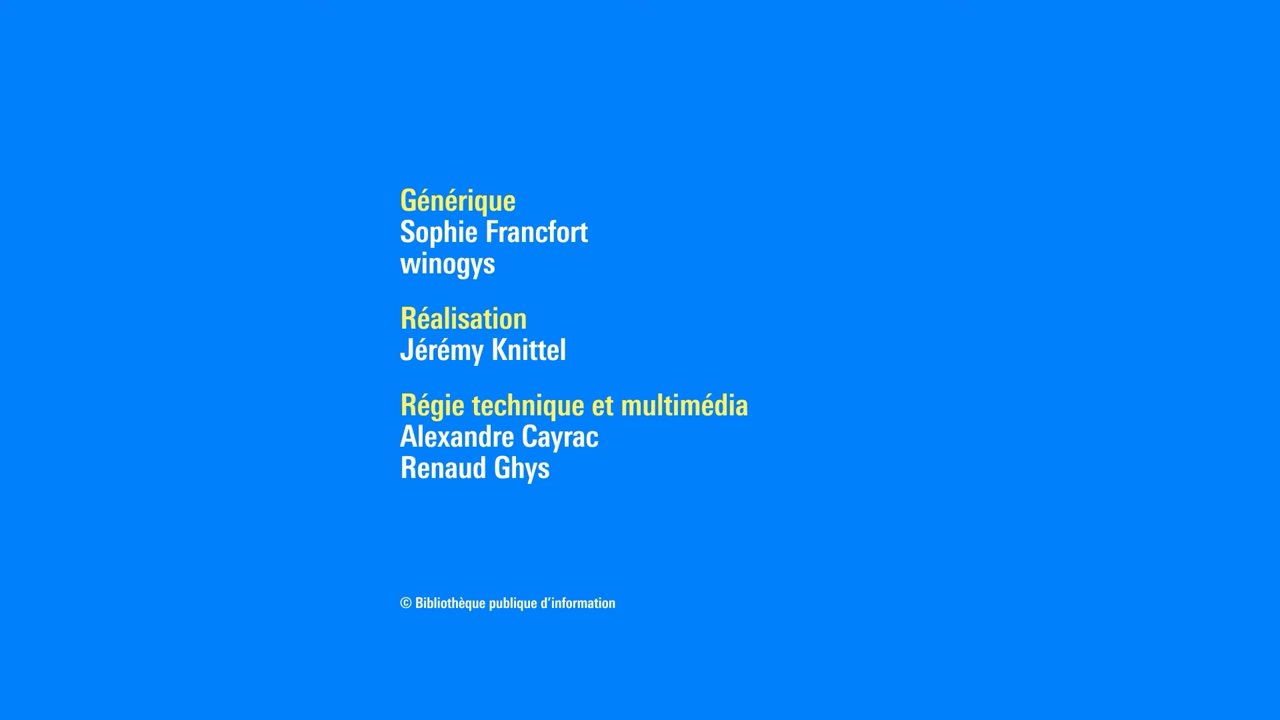 Générique
Sophie Francfort
winogys
Réalisation
Jérémy Knittel
Régie technique et multimédia
Alexandre Cayrac
Renaud Ghys
© Bibliothèque publique d’information